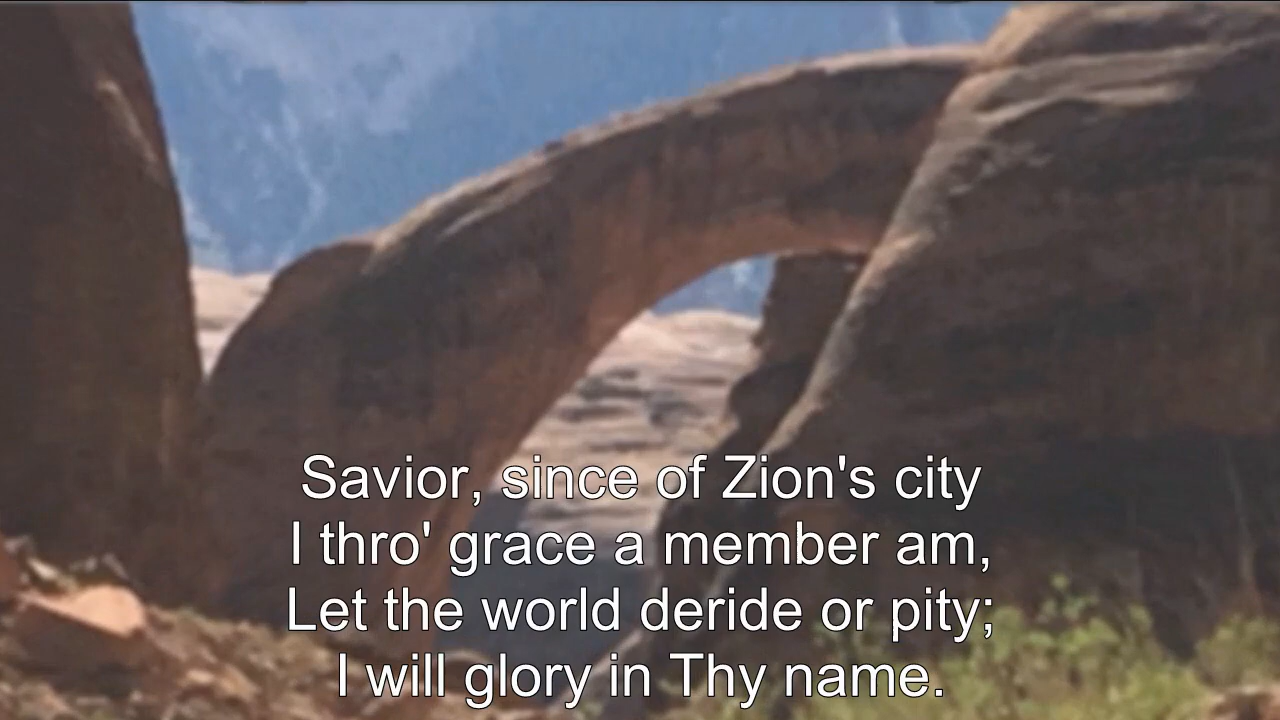 Savior, since of Zion's city
I thro' grace a member am,
Let the world deride or pity;
I will glory in Thy name.